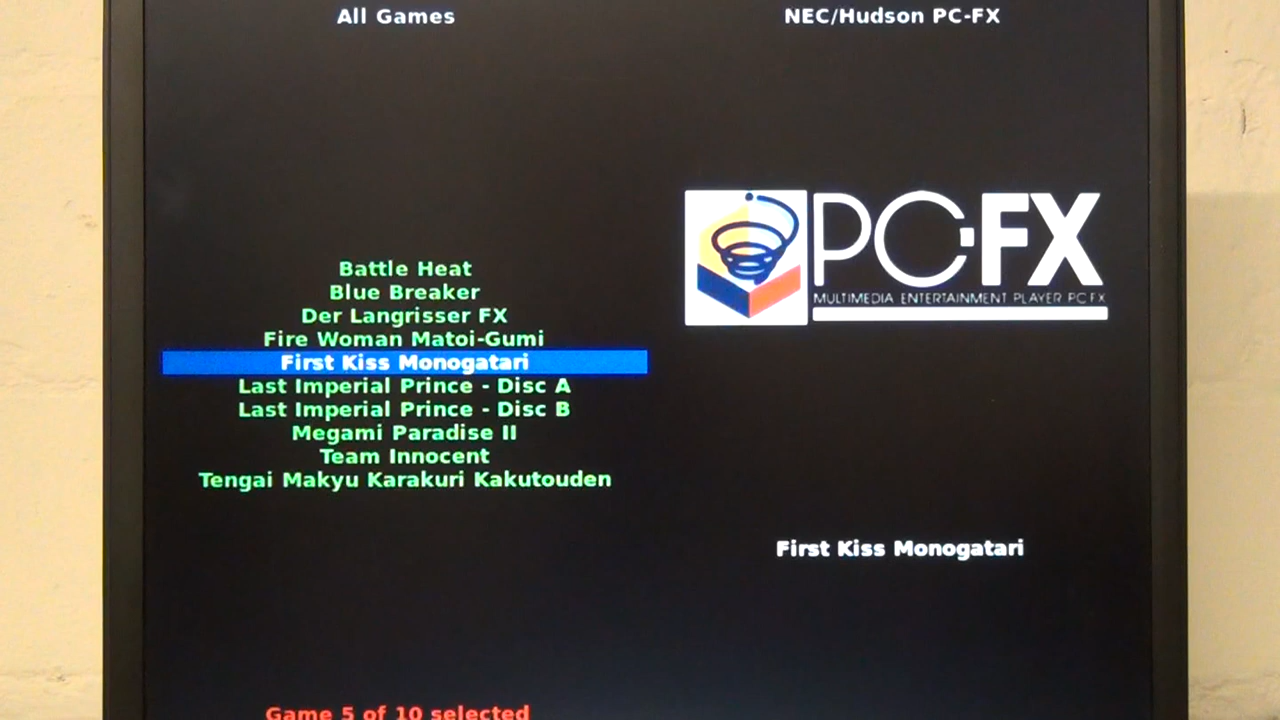 All Games
NEC/Hudson PC-FX
PC-FX
MULTIMEDIA ENTERTAINMENT PLAYER PC FX
Battle Heat
Blue Breaker
Der Langrisser FX
Fire Woman Matoi-Gumi
First Kiss Monogatari
Last Imperial Prince - Disc A
Last Imperial Prince - Disc B
Megami Paradise II
Team Innocent
Tengai Makyu Karakuri Kakutouden
First Kiss Monogatari
Game 5 of 10 selected